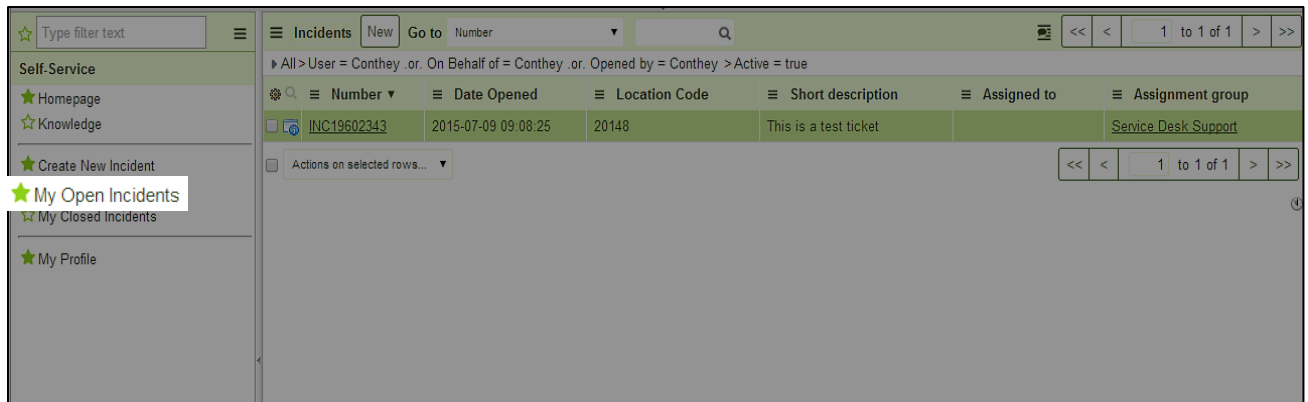 Type filter text
Self-Service
Homepage
Knowledge
Create New Incident
My Open Incidents
My Closed Incidents
My Profile
Incidents New Go to Number << < 1 to 1 of 1 > >>
All > User = Conthey .or. On Behalf of = Conthey .or. Opened by = Conthey > Active = true
Number Date Opened Location Code Short description Assigned to Assignment group
INC19602343 2015-07-09 09:08:25 20148 This is a test ticket Service Desk Support
Actions on selected rows... << < 1 to 1 of 1 > >>